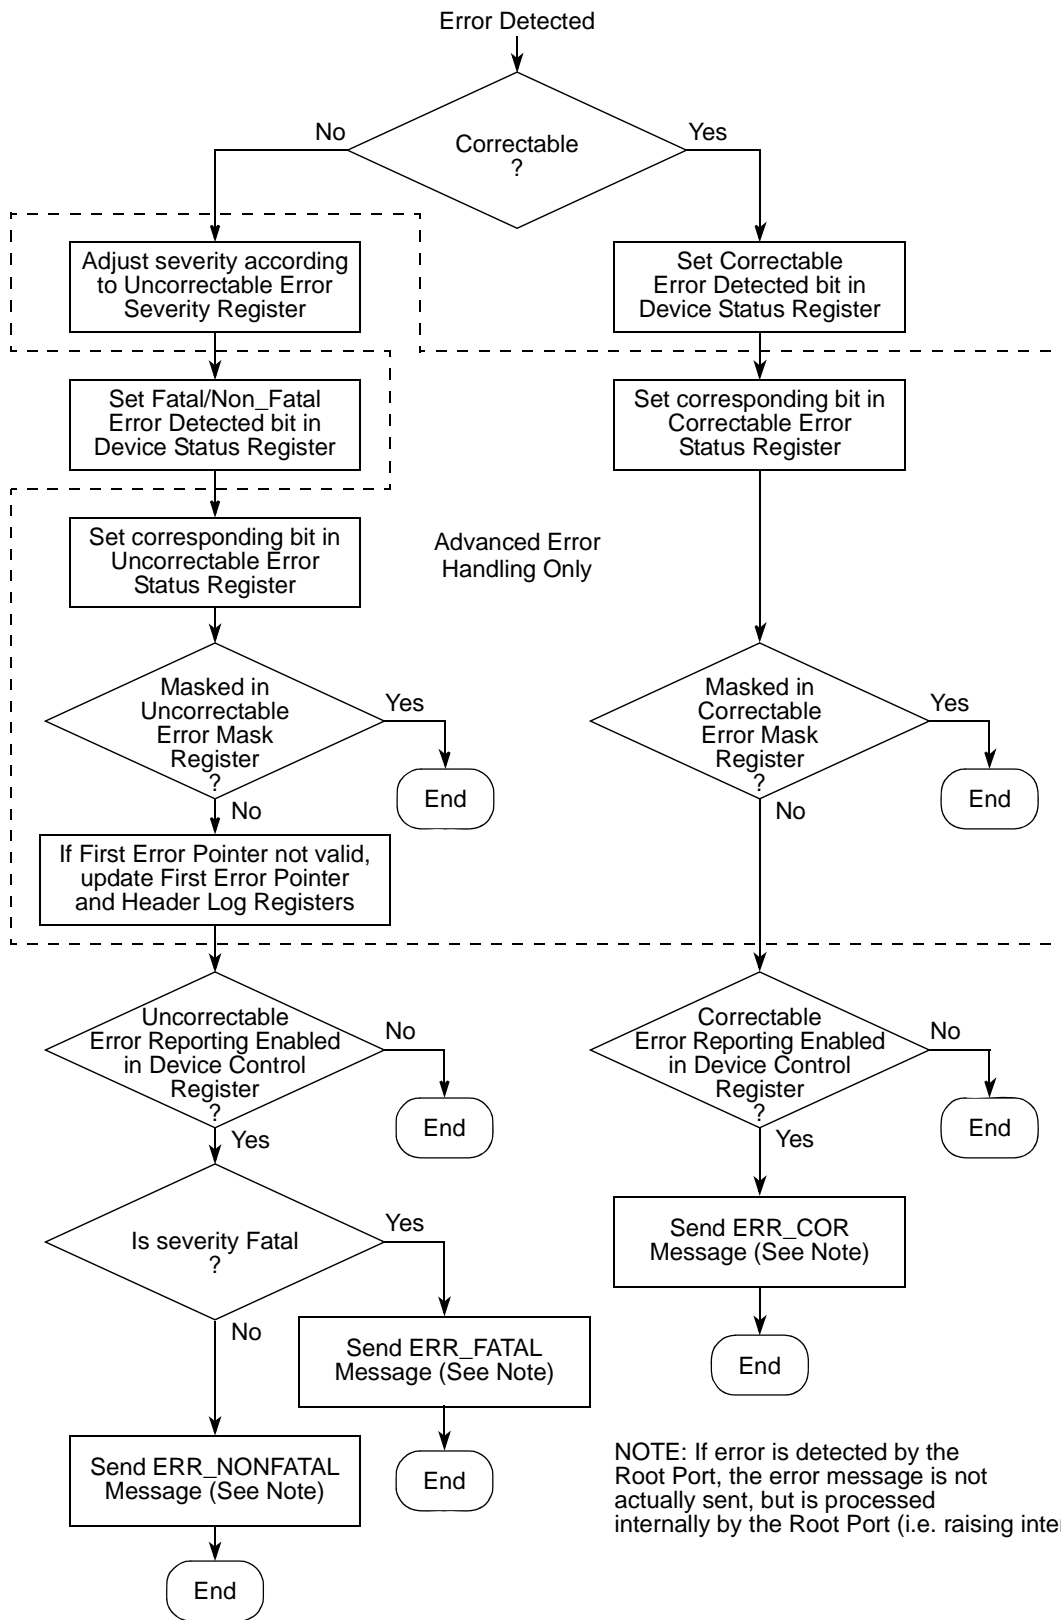 Error Detected
No
Yes
Correctable
?
Adjust severity according
to Uncorrectable Error
Severity Register
Set Correctable
Error Detected bit in
Device Status Register
Set Fatal/Non_Fatal
Error Detected bit in
Device Status Register
Set corresponding bit in
Correctable Error
Status Register
Set corresponding bit in
Uncorrectable Error
Status Register
Advanced Error
Handling Only
Masked in
Uncorrectable
Error Mask
Register
?
Yes
End
No
Masked in
Correctable
Error Mask
Register
?
Yes
End
No
If First Error Pointer not valid,
update First Error Pointer
and Header Log Registers
Uncorrectable
Error Reporting Enabled
in Device Control
Register
?
No
End
Yes
Correctable
Error Reporting Enabled
in Device Control
Register
?
No
End
Yes
Is severity Fatal
?
Yes
No
Send ERR_COR
Message (See Note)
End
Send ERR_FATAL
Message (See Note)
End
Send ERR_NONFATAL
Message (See Note)
End
NOTE: If error is detected by the
Root Port, the error message is not
actually sent, but is processed
internally by the Root Port (i.e. raising